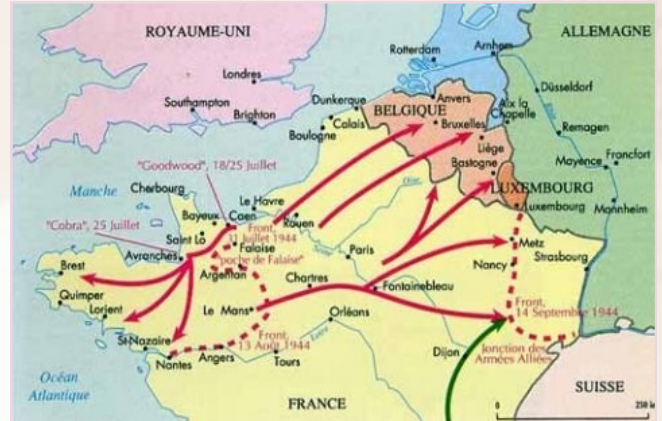 ROYAUME-UNI
ALLEMAGNE
Rotterdam
Arnhem
Londres
Southampton
Brighton
Dunkerque
Calais
Boulogne
BELGIQUE
Anvers
Bruxelles
Aix la
Chapelle
Düsseldorf
Remagen
Liège
Bastogne
Mayence
Francfort
"Goodwood", 18/25 Juillet
LUXEMBOURG
Luxembourg
Mannheim
Manche
Cherbourg
Le Havre
Oise
"Cobra", 25 Juillet
Bayeux
Caen
Rouen
Front,
31 Juillet 1944
Saint Lô
Falaise
"poche de Falaise"
Avranches
Argentan
Paris
Metz
Nancy
Strasbourg
Brest
Chartres
Fontainebleau
Quimper
Lorient
Le Mans
Orléans
Front,
14 Septembre 1944
St-Nazaire
Angers
Front,
13 Août 1944
Loire
Tours
Nantes
Dijon
Jonction des
Armées Alliées
Océan
Atlantique
FRANCE
SUISSE
0
250 k